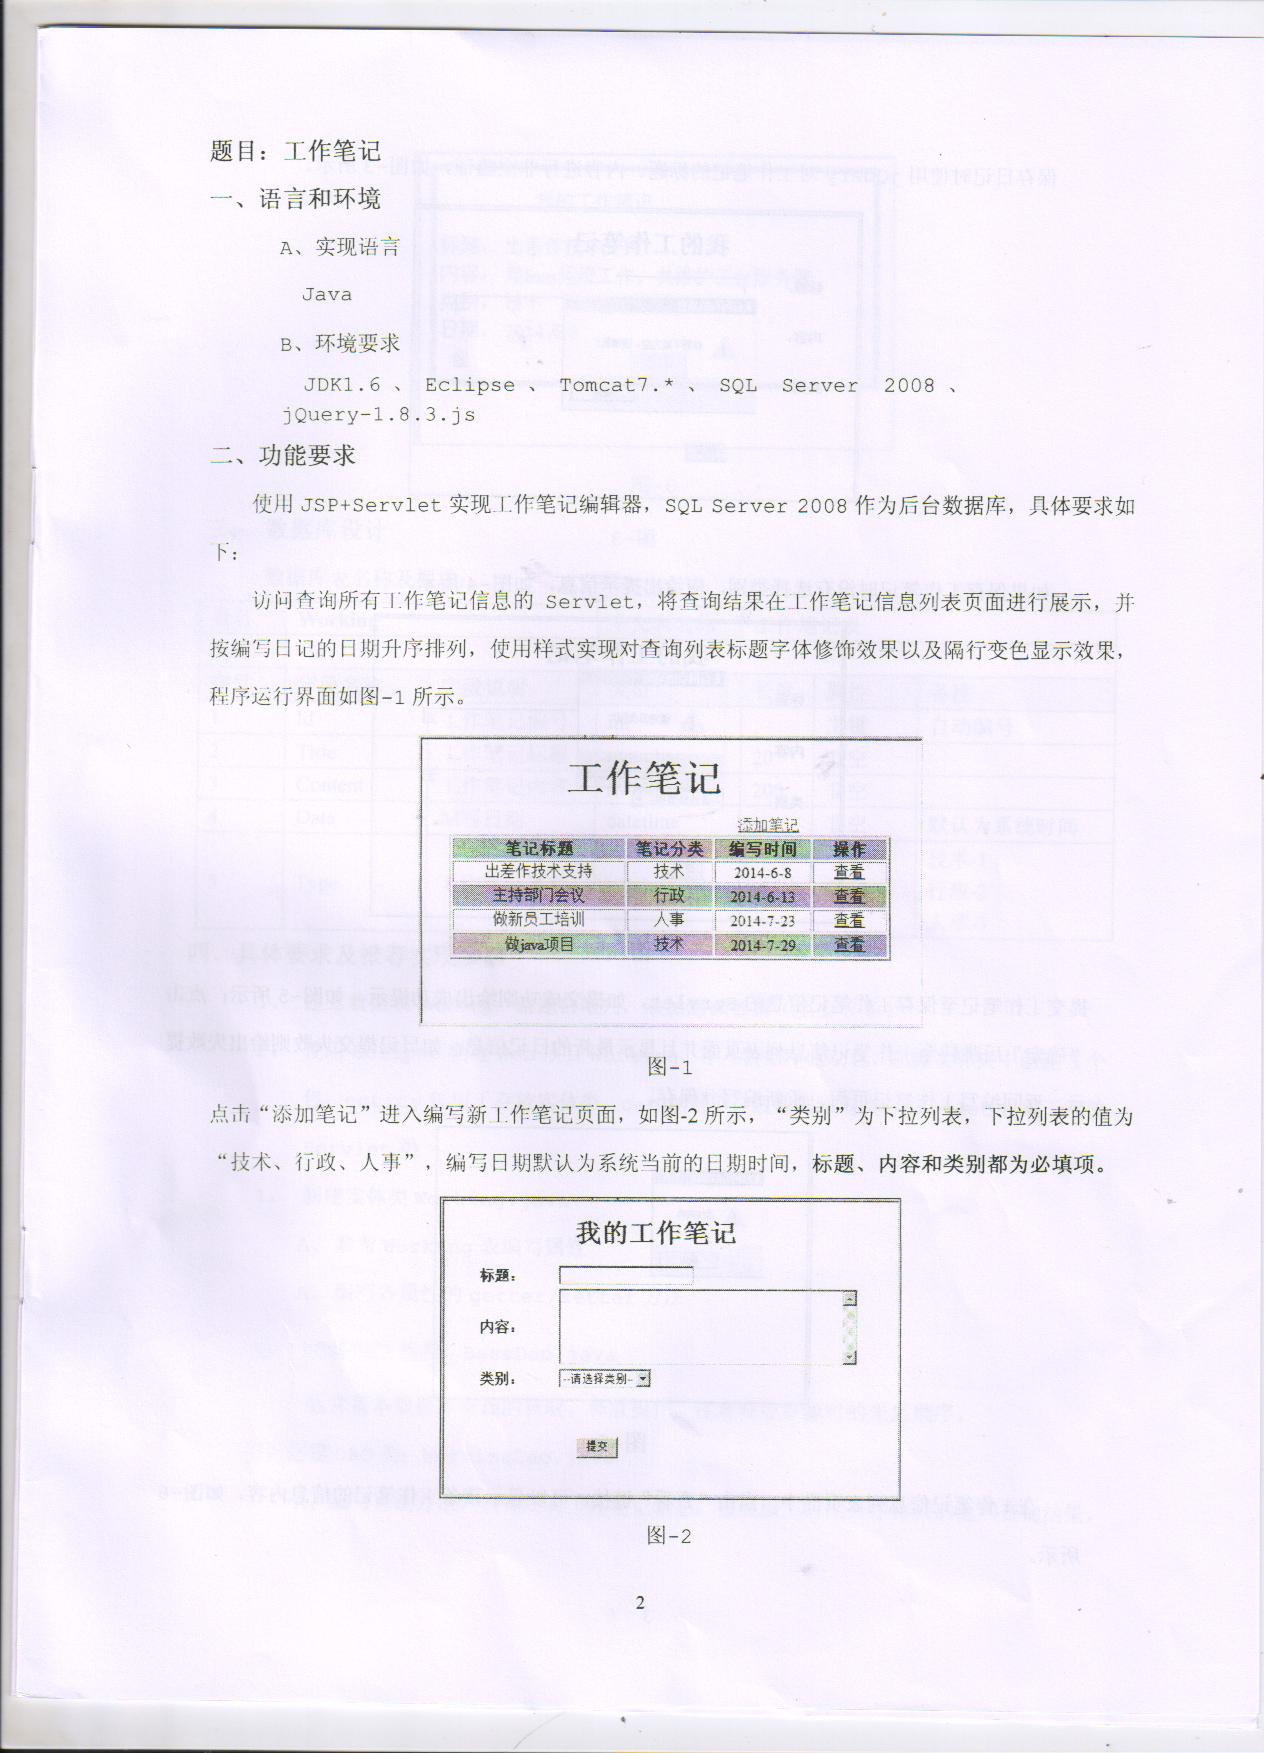 题目：工作笔记
一、语言和环境
A、实现语言
Java
B、环境要求
JDK1.6 、 Eclipse 、 Tomcat7.* 、 SQL Server 2008 、
jQuery-1.8.3.js
二、功能要求
使用 JSP+Servlet 实现工作笔记编辑器，SQL Server 2008 作为后台数据库，具体要求如
下：
访问查询所有工作笔记信息的 Servlet，将查询结果在工作笔记信息列表页面进行展示，并
按编写日记的日期升序排列，使用样式实现对查询列表标题字体修饰效果以及隔行变色显示效果，
程序运行界面如图-1 所示。
工作笔记
添加笔记
笔记标题 笔记分类 编写时间 操作
出差作技术支持 技术 2014-6-8 查看
主持部门会议 行政 2014-6-13 查看
做新员工培训 人事 2014-7-23 查看
做java项目 技术 2014-7-29 查看
图-1
点击“添加笔记”进入编写新工作笔记页面，如图-2 所示，“类别”为下拉列表，下拉列表的值为
“技术、行政、人事”，编写日期默认为系统当前的日期时间，标题、内容和类别都为必填项。
我的工作笔记
标题：
内容：
类别： --请选择类别--
提交
图-2
2